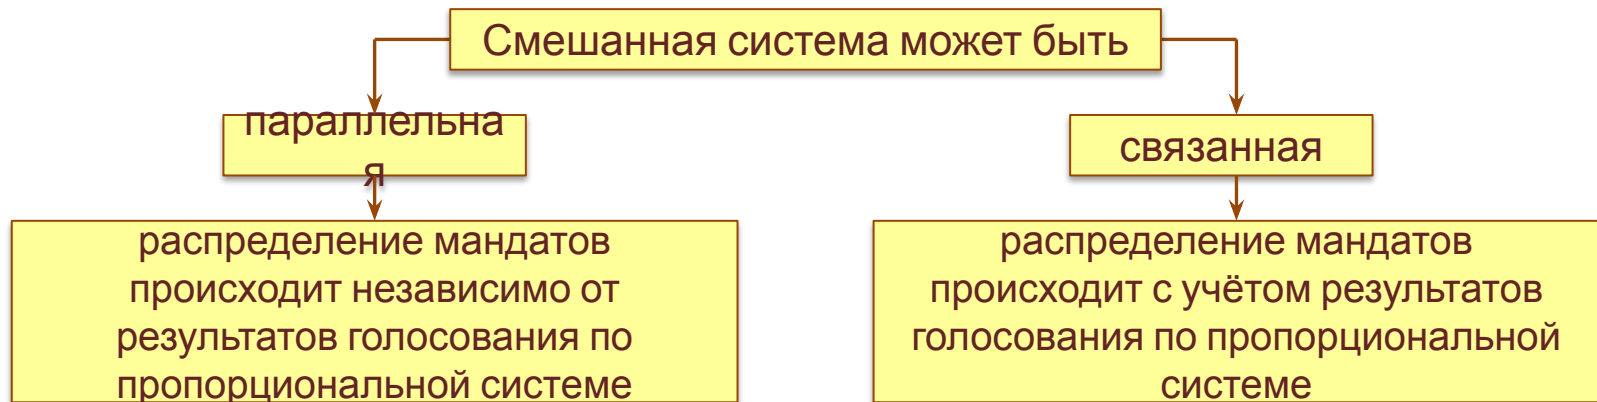 Смешанная система может быть
параллельна
я
связанная
распределение мандатов
происходит независимо от
результатов голосования по
пропорциональной системе
распределение мандатов
происходит с учётом результатов
голосования по пропорциональной
системе